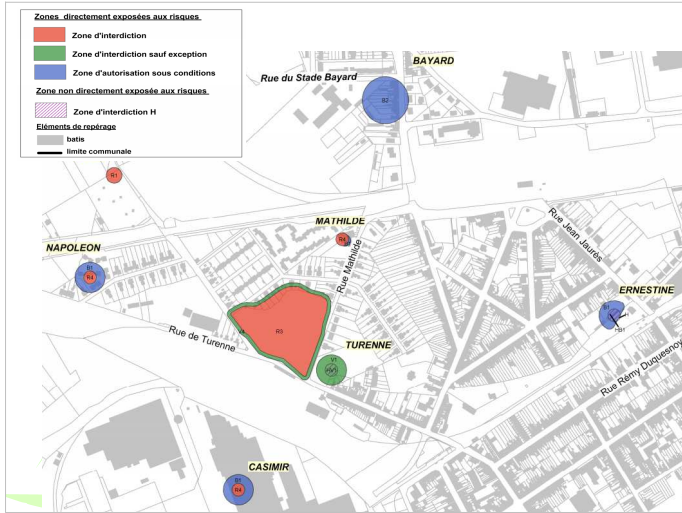 Zones directement exposées aux risques
Zone d'interdiction
Zone d'interdiction sauf exception
Zone d'autorisation sous conditions
Zone non directement exposée aux risques
Zone d'interdiction H
Eléments de repérage
batis
limite communale
BAYARD
Rue du Stade Bayard
B2
R1
MATHILDE
R4
Rue Mathilde
Rue Jean Jaurès
NAPOLEON
B1
R4
ERNESTINE
B1
HB1
R3
Rue de Turenne
TURENNE
V1
Rue Rémy Duquesnoy
CASIMIR
B1
R4